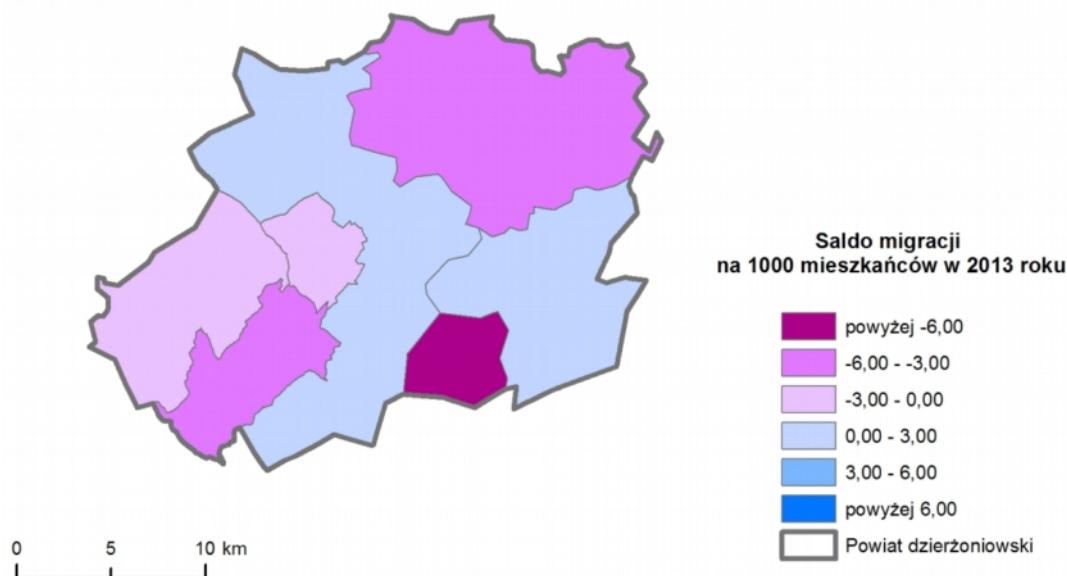 Saldo migracji
na 1000 mieszkańców w 2013 roku
powyżej -6,00
-6,00 - -3,00
-3,00 - 0,00
0,00 - 3,00
3,00 - 6,00
powyżej 6,00
Powiat dzierżoniowski
0 5 10 km